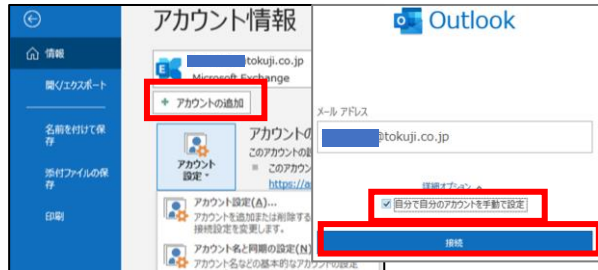 情報
開く/エクスポート
名前を付けて保
存
添付ファイルの保
存
印刷
アカウント情報
tokuji.co.jp
Microsoft Exchange
+ アカウントの追加
アカウント
設定
アカウントの
このアカウントの設
このアカウン
https://a
アカウント設定(A)...
アカウントを追加または削除する
接続設定を変更します。
アカウント名と同期の設定(N)
アカウント名などの基本的なアカウントの設定
Outlook
メール アドレス
@tokuji.co.jp
詳細オプション
自分で自分のアカウントを手動で設定
接続